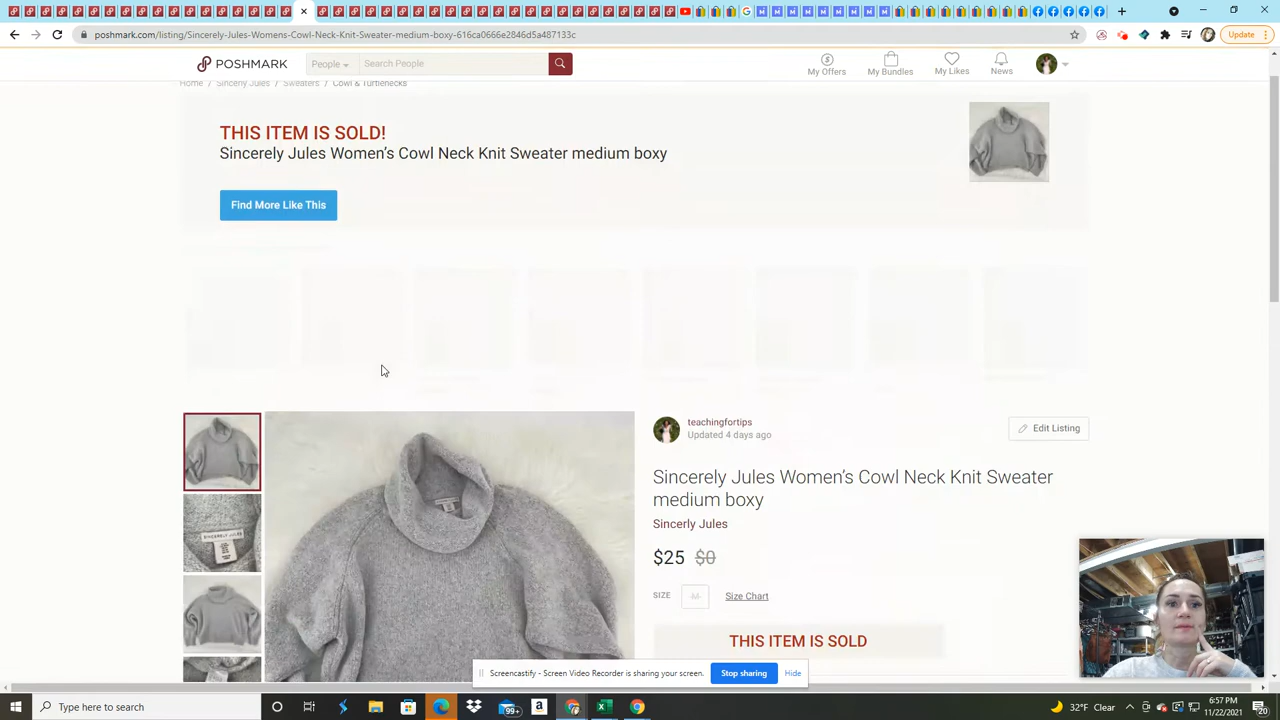 Update
poshmark.com/listing/Sincerely-Jules-Womens-Cowl-Neck-Knit-Sweater-medium-boxy-616ca0666e2846d5a487133c
POSHMARK
People
Search People
My Offers
My Bundles
My Likes
News
Home / Sincerly Jules / Sweaters / Cowl & Turtlenecks
THIS ITEM IS SOLD!
Sincerely Jules Women's Cowl Neck Knit Sweater medium boxy
Find More Like This
teachingfortips
Updated 4 days ago
Edit Listing
Sincerely Jules Women's Cowl Neck Knit Sweater
medium boxy
Sincerly Jules
$25 $0
SIZE M Size Chart
THIS ITEM IS SOLD
SINCERELY JULES
Screencastify - Screen Video Recorder is sharing your screen.
Stop sharing
Hide
Type here to search
99+
32°F Clear
6:57 PM
11/22/2021
20